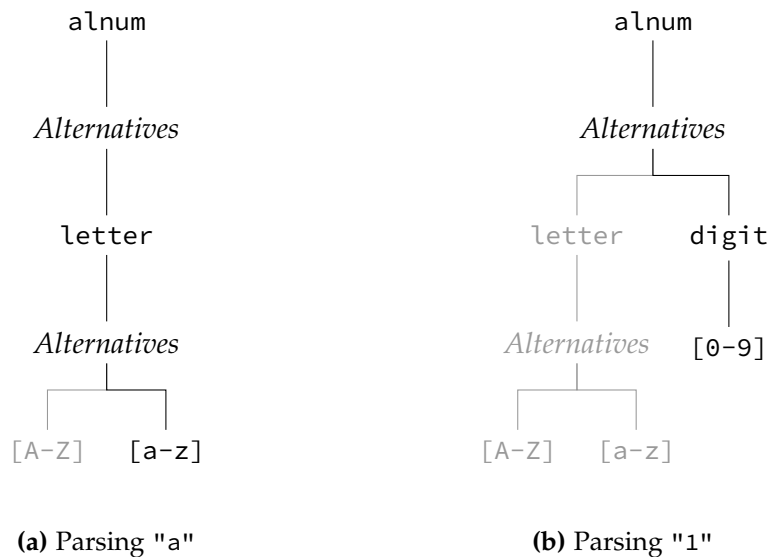 alnum
Alternatives
letter
Alternatives
[A-Z] [a-z]
(a) Parsing "a"
alnum
Alternatives
letter digit
Alternatives [0-9]
[A-Z] [a-z]
(b) Parsing "1"